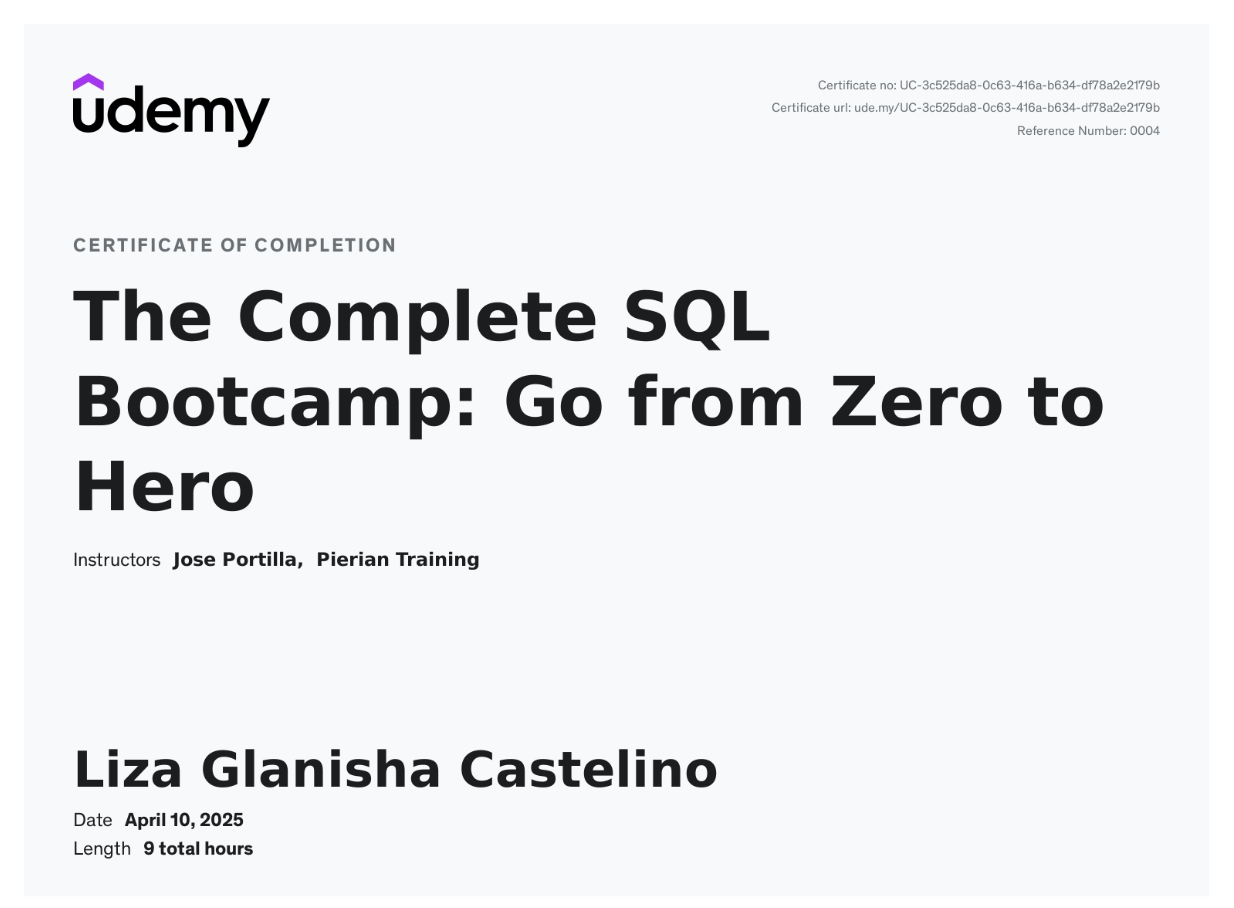 udemy
Certificate no: UC-3c525da8-0c63-416a-b634-df78a2e2179b
Certificate url: ude.my/UC-3c525da8-0c63-416a-b634-df78a2e2179b
Reference Number: 0004
CERTIFICATE OF COMPLETION
The Complete SQL
Bootcamp: Go from Zero to
Hero
Instructors Jose Portilla, Pierian Training
Liza Glanisha Castelino
Date April 10, 2025
Length 9 total hours